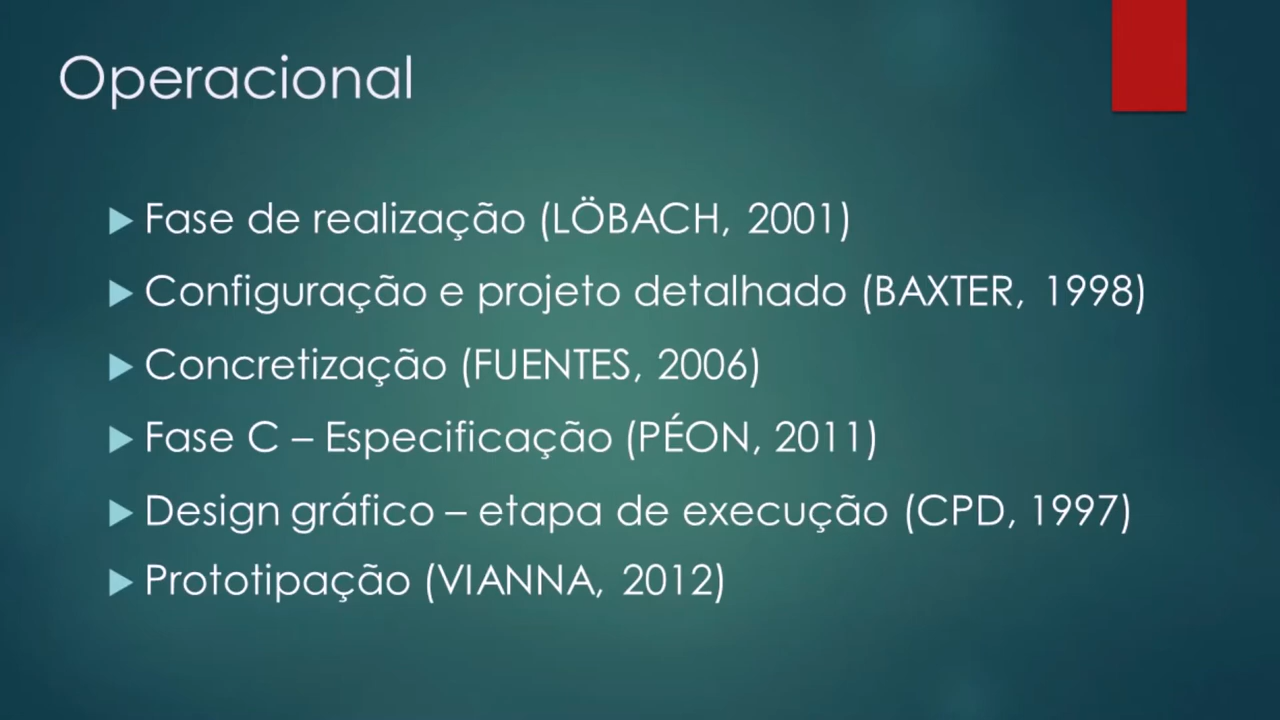 Operacional
Fase de realização (LÖBACH, 2001)
Configuração e projeto detalhado (BAXTER, 1998)
Concretização (FUENTES, 2006)
Fase C – Especificação (PÉON, 2011)
Design gráfico – etapa de execução (CPD, 1997)
Prototipação (VIANNA, 2012)